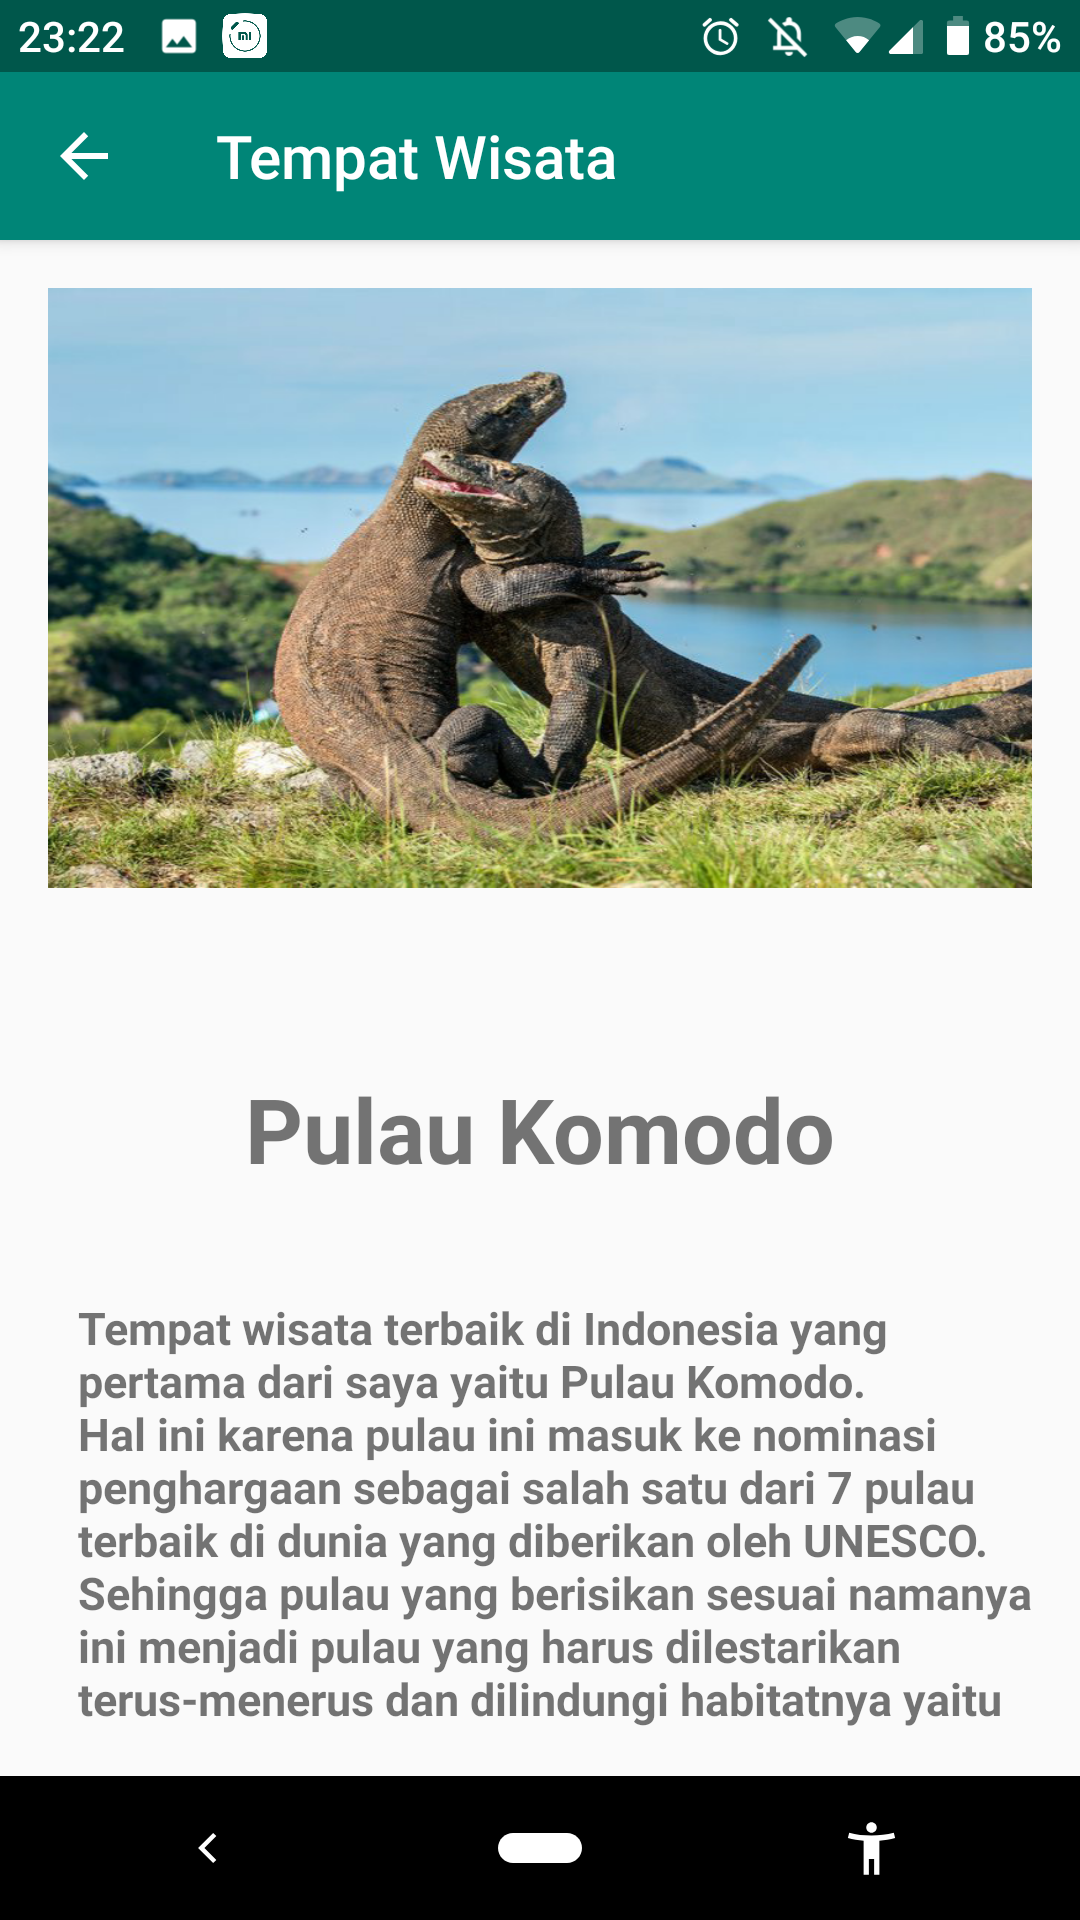 23:22
mi
85%
Tempat Wisata
Pulau Komodo
Tempat wisata terbaik di Indonesia yang
pertama dari saya yaitu Pulau Komodo.
Hal ini karena pulau ini masuk ke nominasi
penghargaan sebagai salah satu dari 7 pulau
terbaik di dunia yang diberikan oleh UNESCO.
Sehingga pulau yang berisikan sesuai namanya
ini menjadi pulau yang harus dilestarikan
terus-menerus dan dilindungi habitatnya yaitu